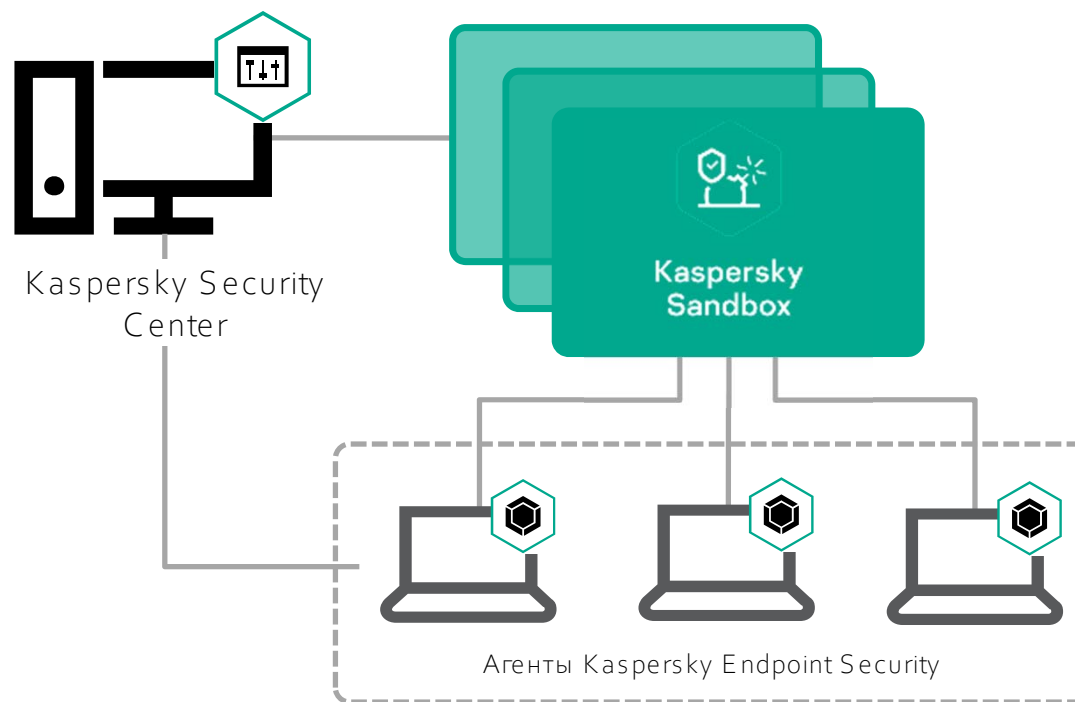 Kaspersky Security
Center
Kaspersky
Sandbox
Агенты Kaspersky Endpoint Security